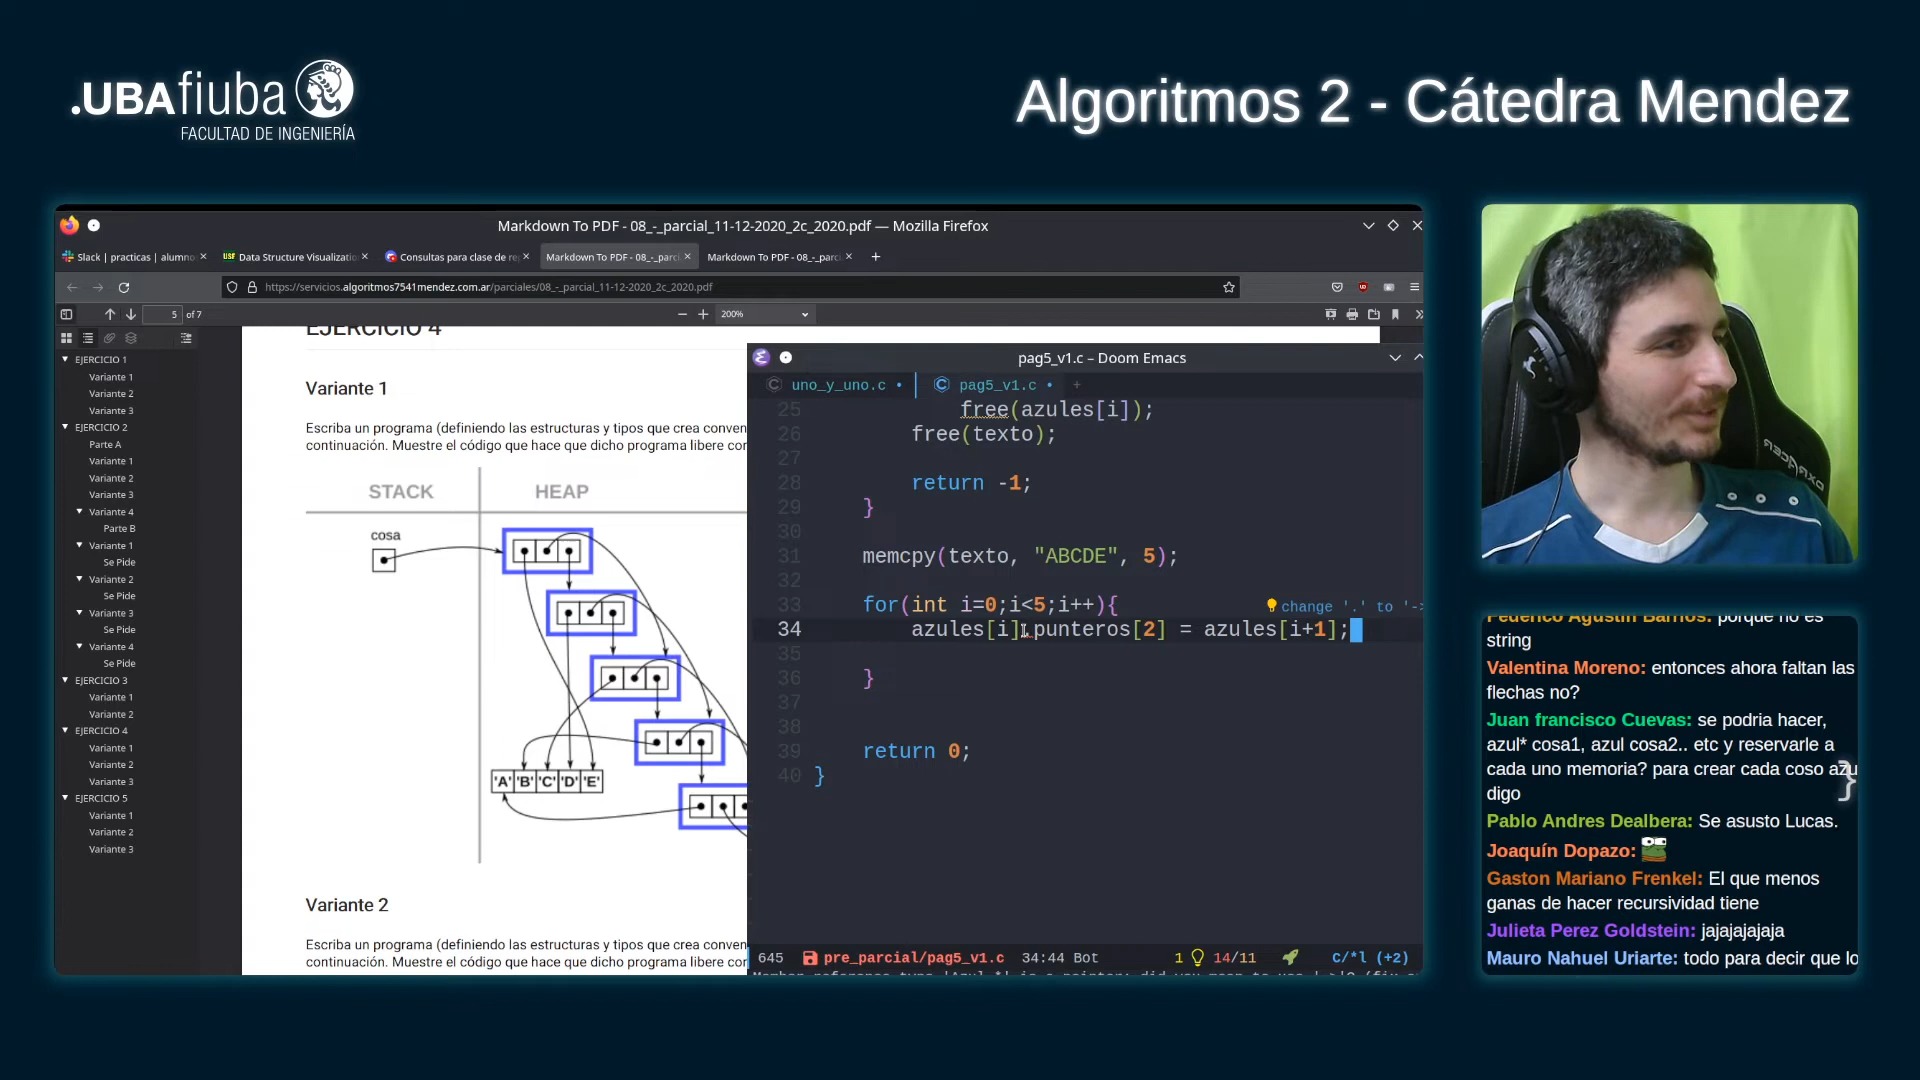 .UBAfiuba
FACULTAD DE INGENIERÍA
Algoritmos 2 - Cátedra Mendez
Markdown To PDF - 08_-_parcial_11-12-2020_2c_2020.pdf — Mozilla Firefox
Slack | practicas | alumno
Data Structure Visualizatio
Consultas para clase de re
Markdown To PDF - 08_-_parci
Markdown To PDF - 08_-_parci
https://servicios.algoritmos7541mendez.com.ar/parciales/08_-_parcial_11-12-2020_2c_2020.pdf
5 of 7
200%
EJERCICIO 1
Variante 1
Variante 2
Variante 3
EJERCICIO 2
Parte A
Variante 1
Variante 2
Variante 3
Variante 4
Parte B
Variante 1
Se Pide
Variante 2
Se Pide
Variante 3
Se Pide
Variante 4
Se Pide
EJERCICIO 3
Variante 1
Variante 2
EJERCICIO 4
Variante 1
Variante 2
Variante 3
EJERCICIO 5
Variante 1
Variante 2
Variante 3
EJERCICIO 4
Variante 1
Escriba un programa (definiendo las estructuras y tipos que crea conven
continuación. Muestre el código que hace que dicho programa libere cor
STACK HEAP
cosa
'A' 'B' 'C' 'D' 'E'
Variante 2
Escriba un programa (definiendo las estructuras y tipos que crea conven
continuación. Muestre el código que hace que dicho programa libere cor
pag5_v1.c – Doom Emacs
uno_y_uno.c • pag5_v1.c • +
25 free(azules[i]);
26 free(texto);
27
28 return -1;
29 }
30
31 memcpy(texto, "ABCDE", 5);
32
33 for(int i=0;i<5;i++){ change '.' to '->
34 azules[i].punteros[2] = azules[i+1];
35
36 }
37
38
39 return 0;
40 }
645 pre_parcial/pag5_v1.c 34:44 Bot 1 14/11 C/*l (+2)
Federico Agustin Barrios: porque no es
string
Valentina Moreno: entonces ahora faltan las
flechas no?
Juan francisco Cuevas: se podria hacer,
azul* cosa1, azul cosa2.. etc y reservarle a
cada uno memoria? para crear cada coso azu
digo
}
Pablo Andres Dealbera: Se asusto Lucas.
Joaquín Dopazo:
Gaston Mariano Frenkel: El que menos
ganas de hacer recursividad tiene
Julieta Perez Goldstein: jajajajajaja
Mauro Nahuel Uriarte: todo para decir que lo